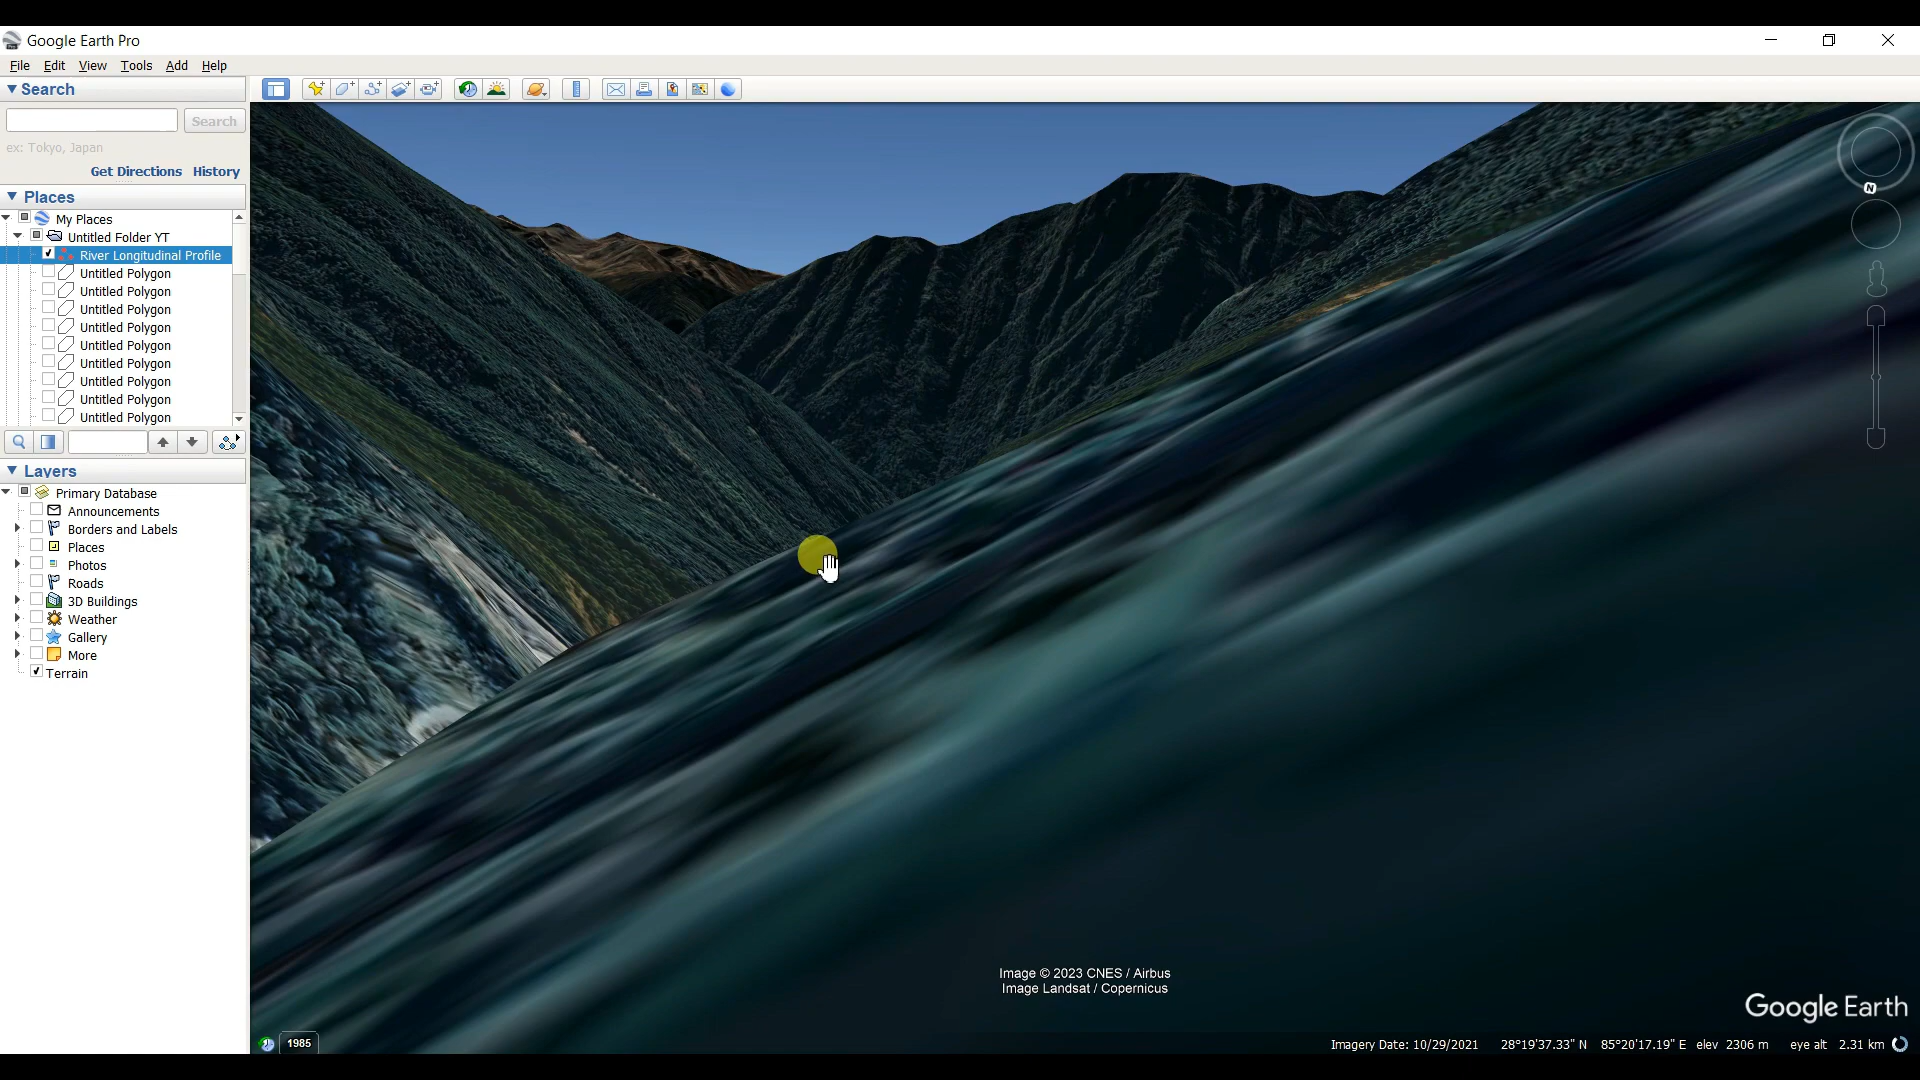 Google Earth Pro
File Edit View Tools Add Help
Search
Search
ex: Tokyo, Japan
Get Directions History
Places
My Places
Untitled Folder YT
River Longitudinal Profile
Untitled Polygon
Untitled Polygon
Untitled Polygon
Untitled Polygon
Untitled Polygon
Untitled Polygon
Untitled Polygon
Untitled Polygon
Untitled Polygon
Layers
Primary Database
Announcements
Borders and Labels
Places
Photos
Roads
3D Buildings
Weather
Gallery
More
Terrain
N
Image © 2023 CNES / Airbus
Image Landsat / Copernicus
Google Earth
1985
Imagery Date: 10/29/2021 28°19'37.33" N 85°20'17.19" E elev 2306 m eye alt 2.31 km